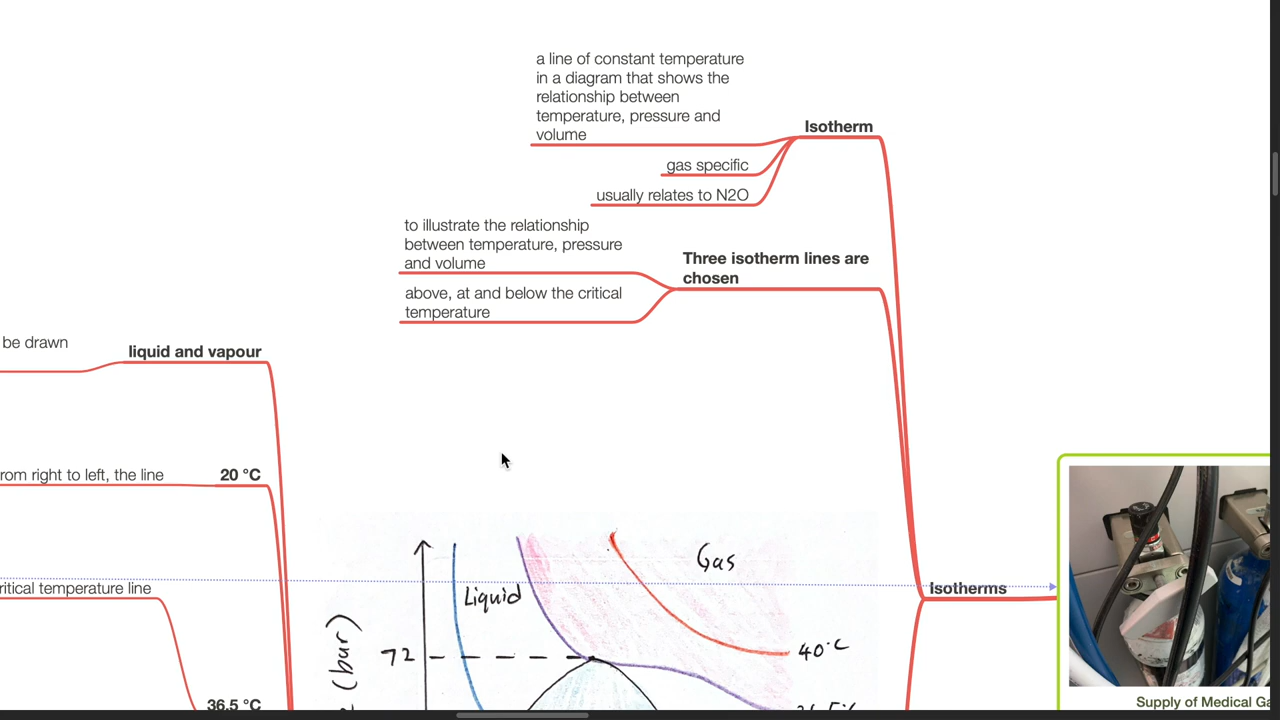 a line of constant temperature
in a diagram that shows the
relationship between
temperature, pressure and
volume
Isotherm
gas specific
usually relates to N2O
to illustrate the relationship
between temperature, pressure
and volume
Three isotherm lines are
chosen
above, at and below the critical
temperature
be drawn
liquid and vapour
rom right to left, the line
20 °C
ritical temperature line
36.5 °C
Isotherms
Gas
Liquid
72
(bar)
40°C
Supply of Medical Ga